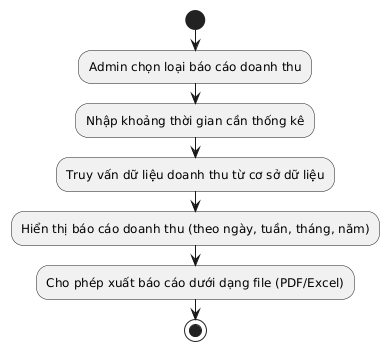 Admin chọn loại báo cáo doanh thu
Nhập khoảng thời gian cần thống kê
Truy vấn dữ liệu doanh thu từ cơ sở dữ liệu
Hiển thị báo cáo doanh thu (theo ngày, tuần, tháng, năm)
Cho phép xuất báo cáo dưới dạng file (PDF/Excel)